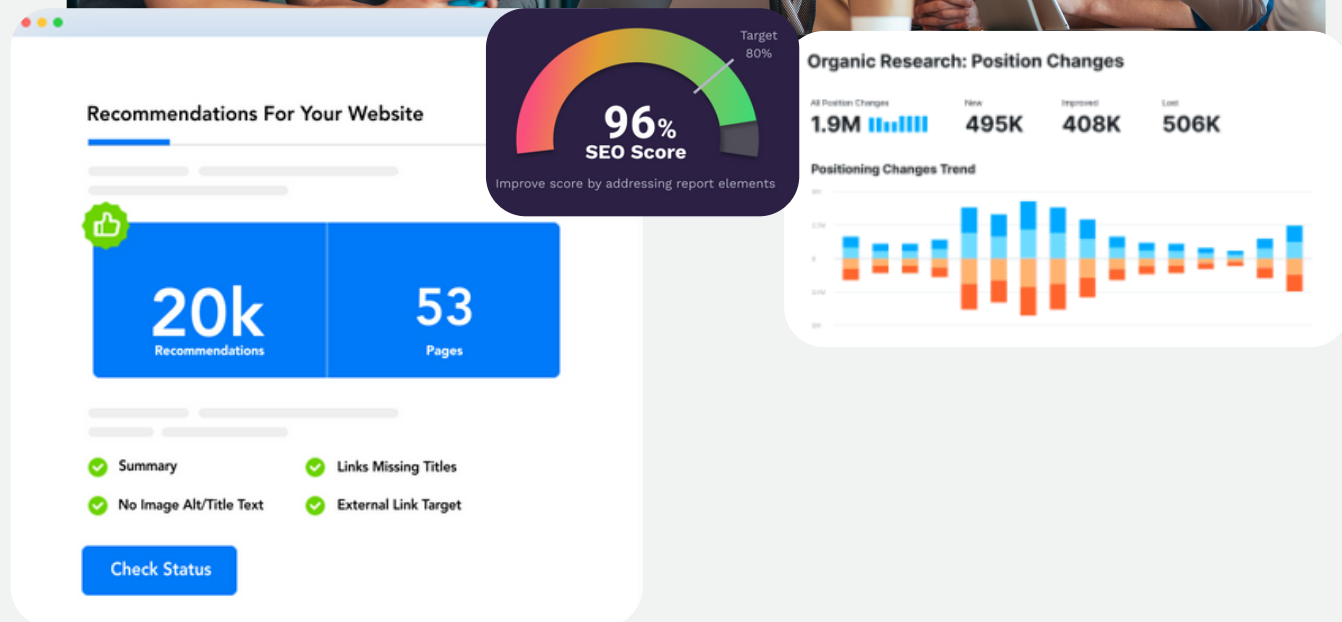 Recommendations For Your Website
20k
Recommendations
53
Pages
Summary
Links Missing Titles
No Image Alt/Title Text
External Link Target
Check Status
Target
80%
96%
SEO Score
Improve score by addressing report elements
Organic Research: Position Changes
All Position Changes
New
Improved
Lost
1.9M
495K
408K
506K
Positioning Changes Trend
0